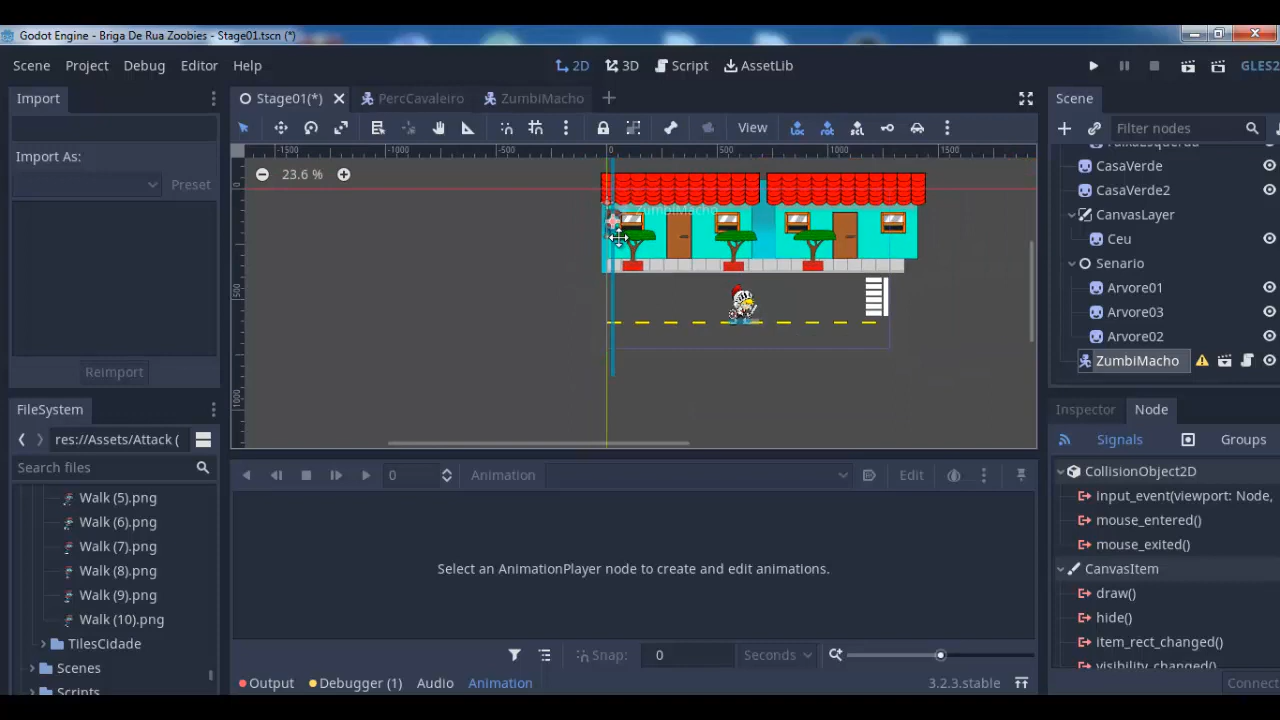 Godot Engine - Briga De Rua Zoobies - Stage01.tscn (*)
Scene Project Debug Editor Help
2D 3D Script AssetLib
GLES2
Import
Stage01(*) PercCavaleiro ZumbiMacho
Scene
View
Filter nodes
Import As:
Preset
-1500 -1000 -500 0 500 1000 1500
23.6 %
0
500
1000
ZumbiMacho
CasaVerde
CasaVerde2
CanvasLayer
Ceu
Senario
Arvore01
Arvore03
Arvore02
ZumbiMacho
Reimport
FileSystem
Inspector Node
res://Assets/Attack (
Signals Groups
Search files
0 Animation Edit
CollisionObject2D
input_event(viewport: Node,
mouse_entered()
mouse_exited()
CanvasItem
draw()
hide()
item_rect_changed()
visibility_changed()
Walk (5).png
Walk (6).png
Walk (7).png
Walk (8).png
Walk (9).png
Walk (10).png
TilesCidade
Scenes
Scripts
Select an AnimationPlayer node to create and edit animations.
Snap: 0 Seconds
Output Debugger (1) Audio Animation 3.2.3.stable
Connect